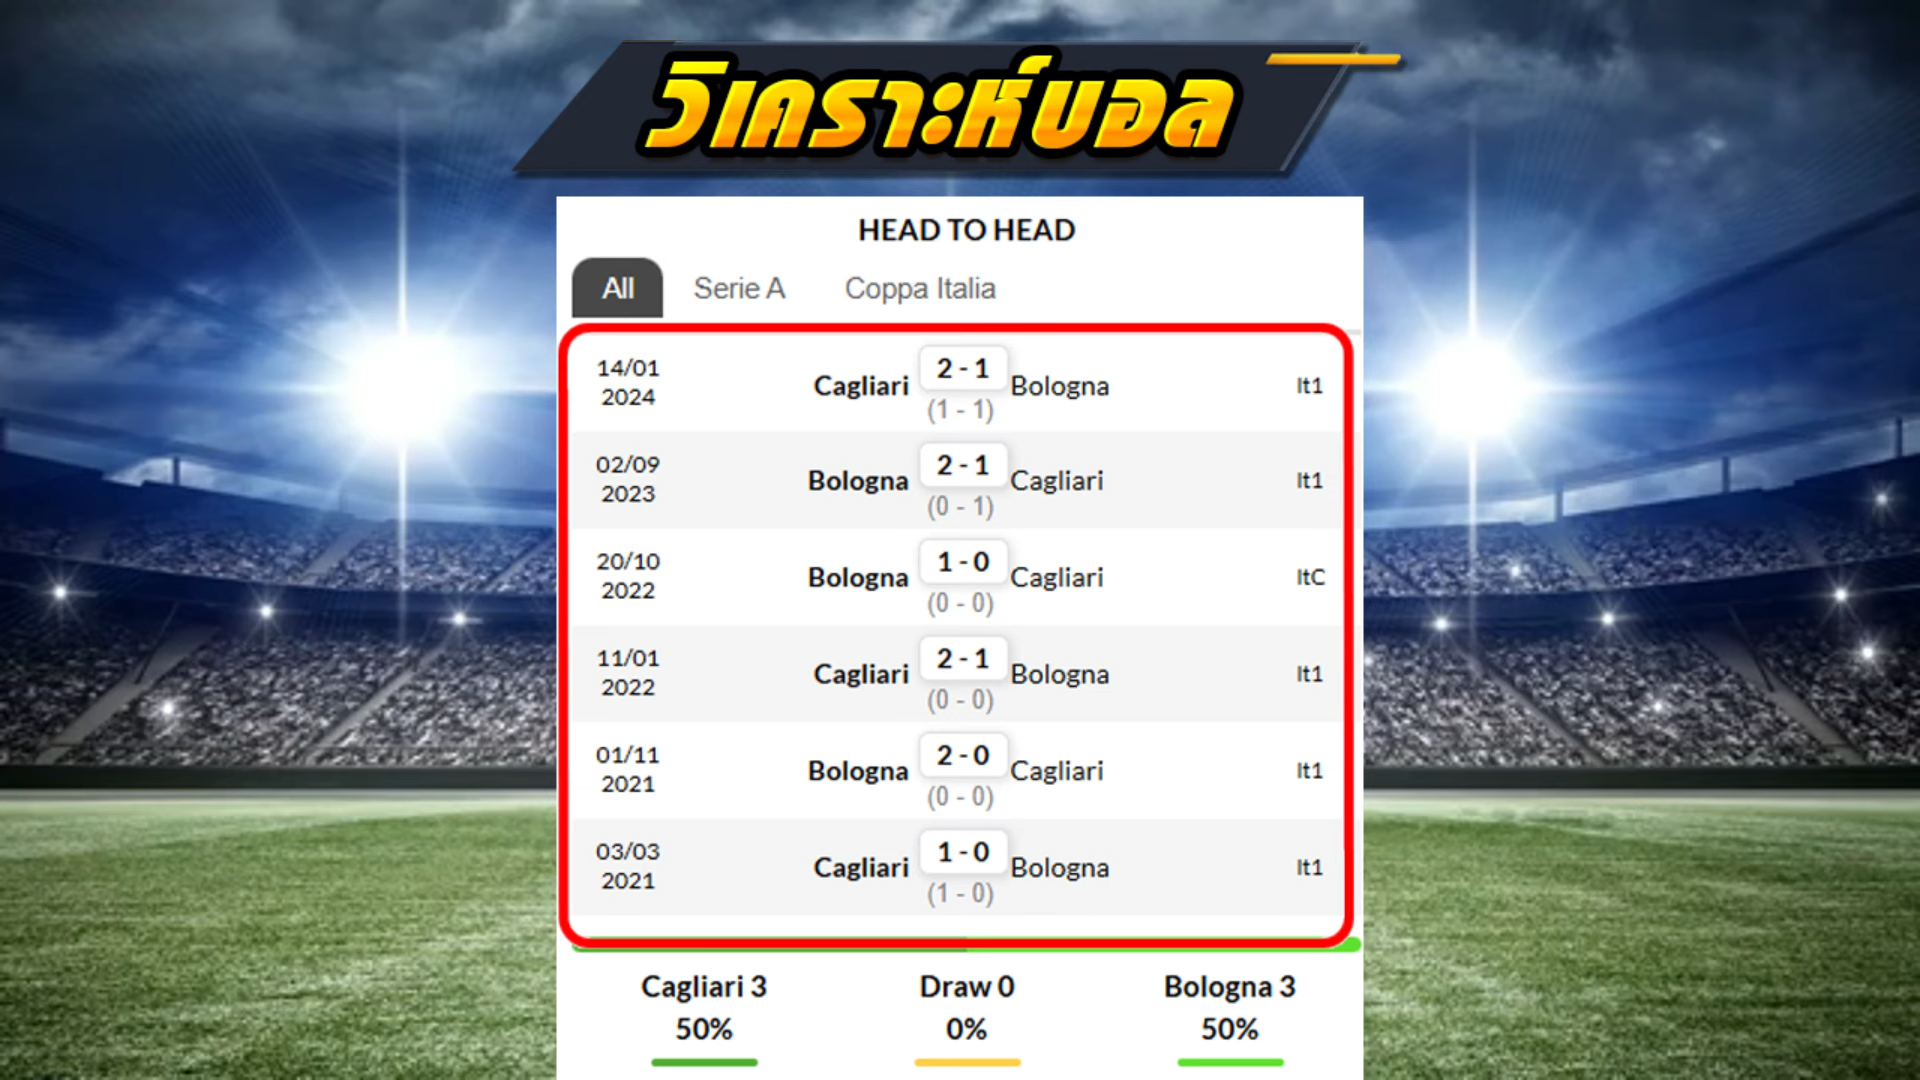 วิเคราะห์บอล
HEAD TO HEAD
All Serie A Coppa Italia
14/01 2024 Cagliari 2 - 1 (1 - 1) Bologna It1
02/09 2023 Bologna 2 - 1 (0 - 1) Cagliari It1
20/10 2022 Bologna 1 - 0 (0 - 0) Cagliari ItC
11/01 2022 Cagliari 2 - 1 (0 - 0) Bologna It1
01/11 2021 Bologna 2 - 0 (0 - 0) Cagliari It1
03/03 2021 Cagliari 1 - 0 (1 - 0) Bologna It1
Cagliari 3 Draw 0 Bologna 3
50% 0% 50%